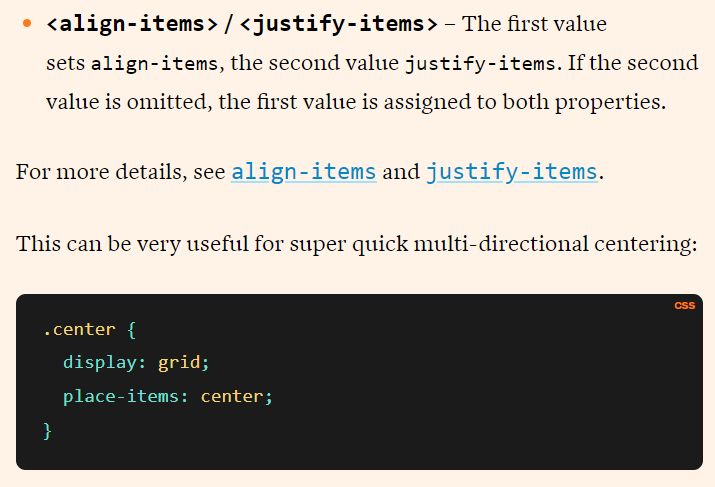 <align-items> / <justify-items> – The first value
sets align-items, the second value justify-items. If the second
value is omitted, the first value is assigned to both properties.
For more details, see align-items and justify-items.
This can be very useful for super quick multi-directional centering:
css
.center {
  display: grid;
  place-items: center;
}